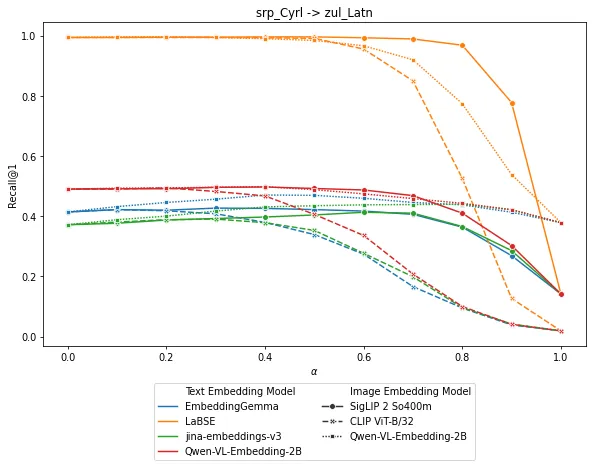 srp_Cyrl -> zul_Latn
Recall@1
1.0
0.8
0.6
0.4
0.2
0.0
0.0 0.2 0.4 0.6 0.8 1.0
α
Text Embedding Model
EmbeddingGemma
LaBSE
jina-embeddings-v3
Qwen-VL-Embedding-2B
Image Embedding Model
SigLIP 2 So400m
CLIP ViT-B/32
Qwen-VL-Embedding-2B